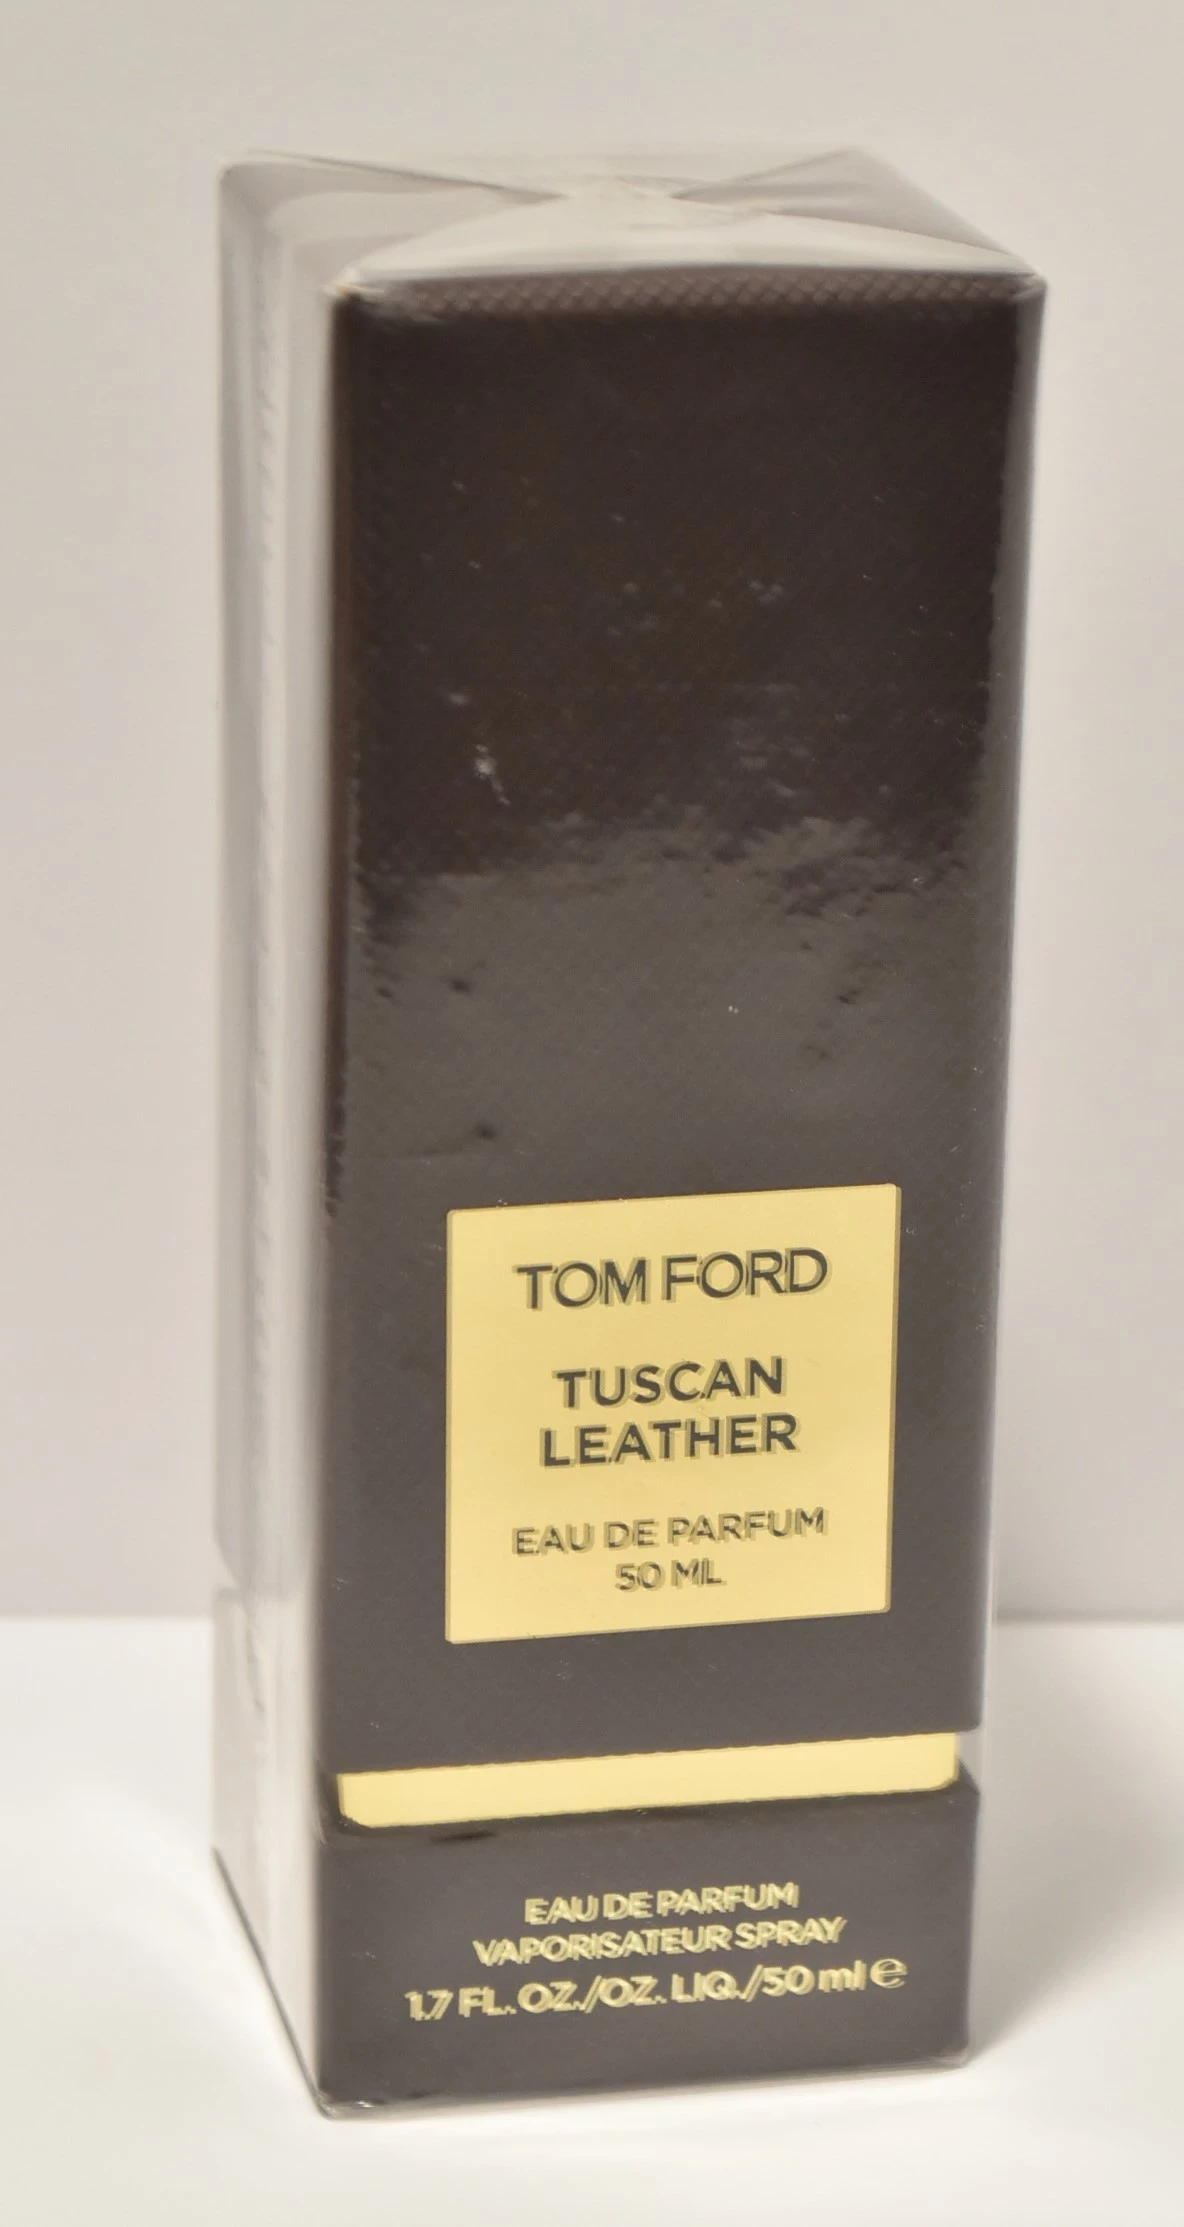 TOM FORD
TUSCAN
LEATHER
EAU DE PARFUM
50 ML
EAU DE PARFUM
VAPORISATEUR SPRAY
1.7 FL. OZ./OZ. LIQ./50 ml ℮